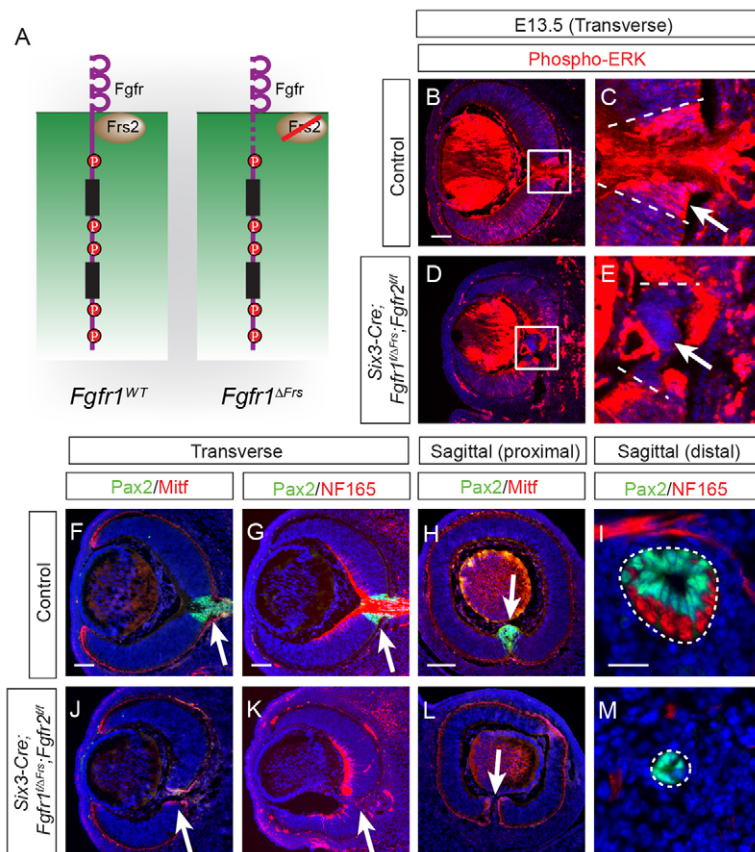 A
Fgfr
Fgfr
Frs2
Frs2
P
P
P
P
P
P
P
P
P
P
Fgfr1WT
Fgfr1ΔFrs
E13.5 (Transverse)
Phospho-ERK
Control
B
C
Six3-Cre;
Fgfr1f/ΔFrs;Fgfr2f/f
D
E
Transverse
Sagittal (proximal)
Sagittal (distal)
Pax2/Mitf
Pax2/NF165
Pax2/Mitf
Pax2/NF165
Control
F
G
H
I
Six3-Cre;
Fgfr1f/ΔFrs;Fgfr2f/f
J
K
L
M